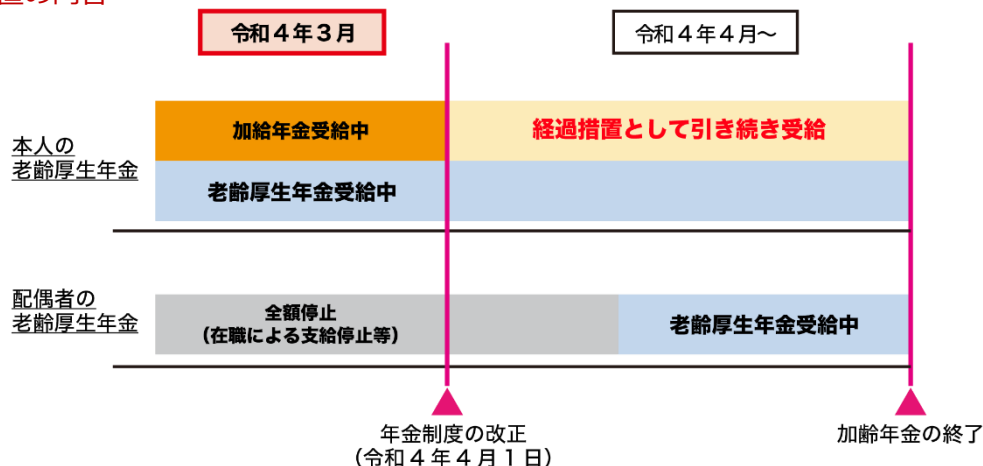 置の内容
令和４年３月
令和４年４月～
本人の
老齢厚生年金
加給年金受給中
経過措置として引き続き受給
老齢厚生年金受給中
配偶者の
老齢厚生年金
全額停止
（在職による支給停止等）
老齢厚生年金受給中
年金制度の改正
（令和４年４月１日）
加齢年金の終了